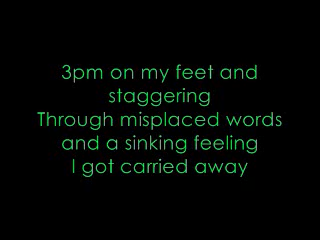 3pm on my feet and
staggering
Through misplaced words
and a sinking feeling
I got carried away